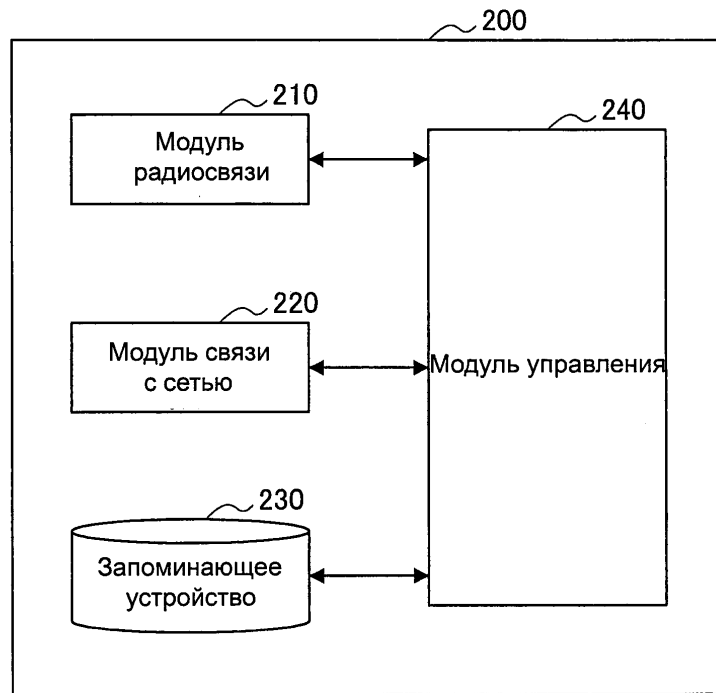 200
210
Модуль
радиосвязи
240
220
Модуль связи
с сетью
Модуль управления
230
Запоминающее
устройство